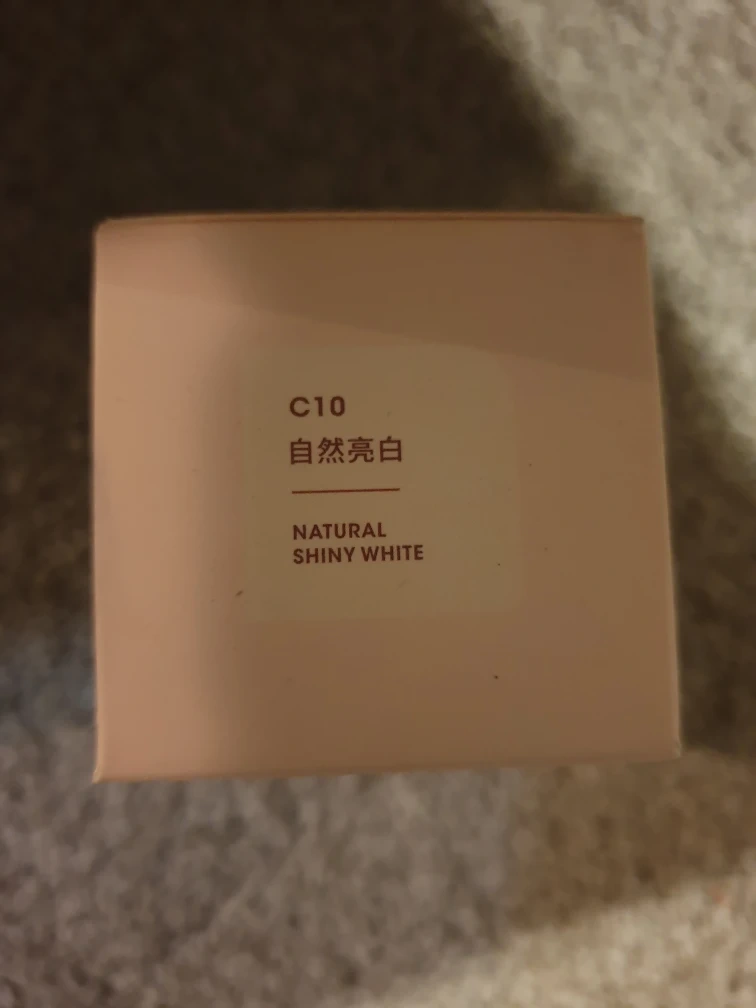 C10
自然亮白
NATURAL
SHINY WHITE